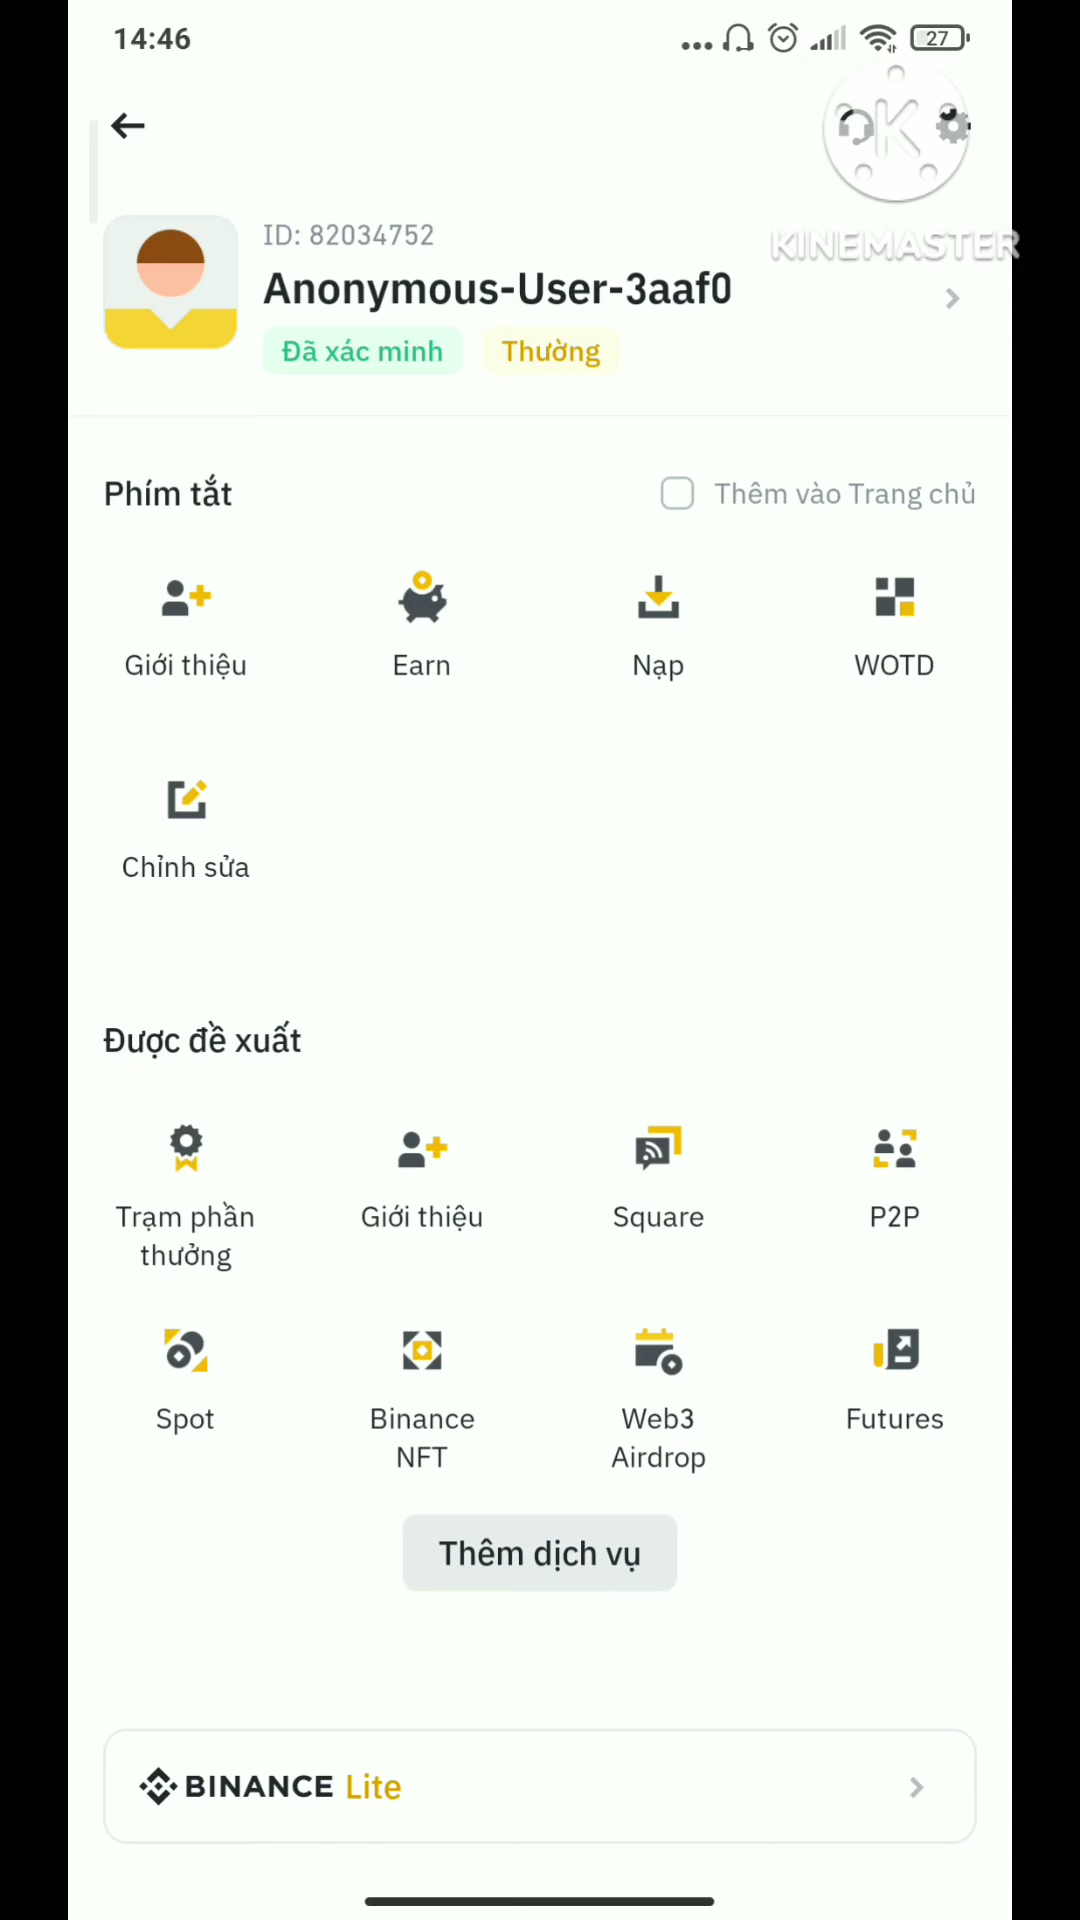 14:46
27
K
KINEMASTER
ID: 82034752
Anonymous-User-3aaf0
Đã xác minh Thường
Phím tắt Thêm vào Trang chủ
Giới thiệu Earn Nạp WOTD
Chỉnh sửa
Được đề xuất
Trạm phần thưởng Giới thiệu Square P2P
Spot Binance NFT Web3 Airdrop Futures
Thêm dịch vụ
BINANCE Lite